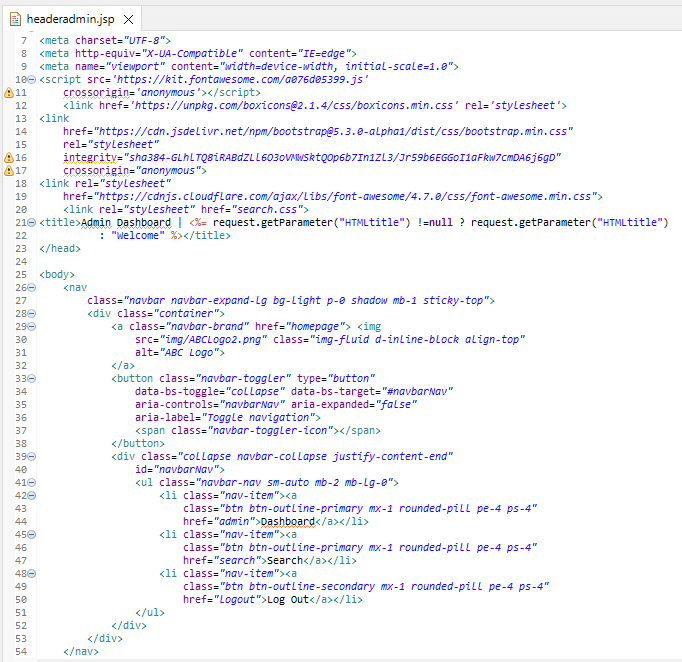 headeradmin.jsp
7 <meta charset="UTF-8">
8 <meta http-equiv="X-UA-Compatible" content="IE=edge">
9 <meta name="viewport" content="width=device-width, initial-scale=1.0">
10 <script src='https://kit.fontawesome.com/a076d05399.js'
11 crossorigin='anonymous'></script>
12 <link href='https://unpkg.com/boxicons@2.1.4/css/boxicons.min.css' rel='stylesheet'>
13 <link
14 href="https://cdn.jsdelivr.net/npm/bootstrap@5.3.0-alpha1/dist/css/bootstrap.min.css"
15 rel="stylesheet"
16 integrity="sha384-GLhlTQ8iRABdZLl6O3oVMWSktQOp6b7In1Zl3/Jr59b6EGGoI1aFkw7cmDA6j6gD"
17 crossorigin="anonymous">
18 <link rel="stylesheet"
19 href="https://cdnjs.cloudflare.com/ajax/libs/font-awesome/4.7.0/css/font-awesome.min.css">
20 <link rel="stylesheet" href="search.css">
21 <title>Admin Dashboard | <%= request.getParameter("HTMLtitle") !=null ? request.getParameter("HTMLtitle")
22 : "Welcome" %></title>
23 </head>
24
25 <body>
26 <nav
27 class="navbar navbar-expand-lg bg-light p-0 shadow mb-1 sticky-top">
28 <div class="container">
29 <a class="navbar-brand" href="homepage"> <img
30 src="img/ABCLogo2.png" class="img-fluid d-inline-block align-top"
31 alt="ABC Logo">
32 </a>
33 <button class="navbar-toggler" type="button"
34 data-bs-toggle="collapse" data-bs-target="#navbarNav"
35 aria-controls="navbarNav" aria-expanded="false"
36 aria-label="Toggle navigation">
37 <span class="navbar-toggler-icon"></span>
38 </button>
39 <div class="collapse navbar-collapse justify-content-end"
40 id="navbarNav">
41 <ul class="navbar-nav sm-auto mb-2 mb-lg-0">
42 <li class="nav-item"><a
43 class="btn btn-outline-primary mx-1 rounded-pill pe-4 ps-4"
44 href="admin">Dashboard</a></li>
45 <li class="nav-item"><a
46 class="btn btn-outline-primary mx-1 rounded-pill pe-4 ps-4"
47 href="search">Search</a></li>
48 <li class="nav-item"><a
49 class="btn btn-outline-secondary mx-1 rounded-pill pe-4 ps-4"
50 href="logout">Log Out</a></li>
51 </ul>
52 </div>
53 </div>
54 </nav>